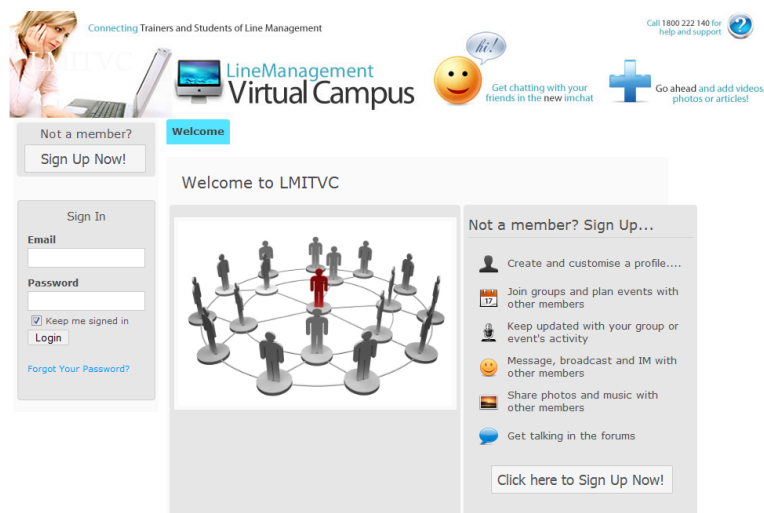 Connecting Trainers and Students of Line Management
Call 1800 222 140 for
help and support
LMITVC
hi!
LineManagement
Virtual Campus
Get chatting with your
friends in the new imchat
Go ahead and add videos
photos or articles!
Not a member?
Sign Up Now!
Welcome
Welcome to LMITVC
Sign In
Email
Password
Keep me signed in
Login
Forgot Your Password?
Not a member? Sign Up...
Create and customise a profile....
17
Join groups and plan events with
other members
Keep updated with your group or
event's activity
Message, broadcast and IM with
other members
Share photos and music with
other members
Get talking in the forums
Click here to Sign Up Now!